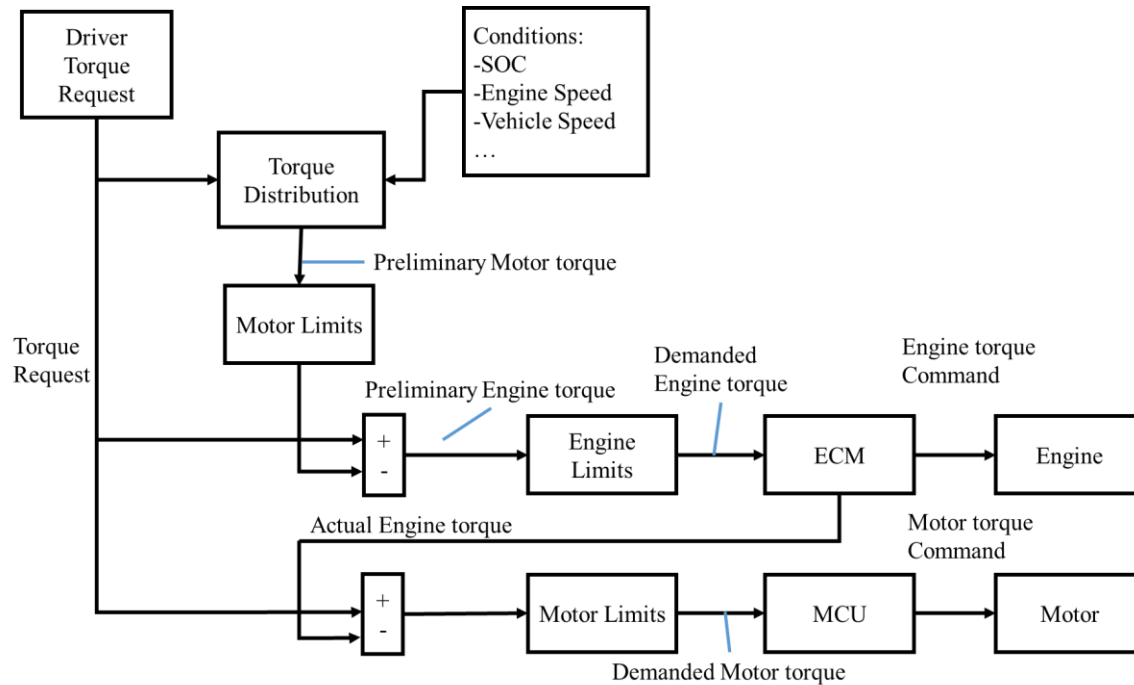 Driver
Torque
Request
Conditions:
-SOC
-Engine Speed
-Vehicle Speed
…
Torque
Distribution
Preliminary Motor torque
Motor Limits
Torque
Request
Preliminary Engine torque
Demanded
Engine torque
Engine torque
Command
+
-
Engine
Limits
ECM
Engine
Actual Engine torque
Motor torque
Command
+
-
Motor Limits
MCU
Motor
Demanded Motor torque